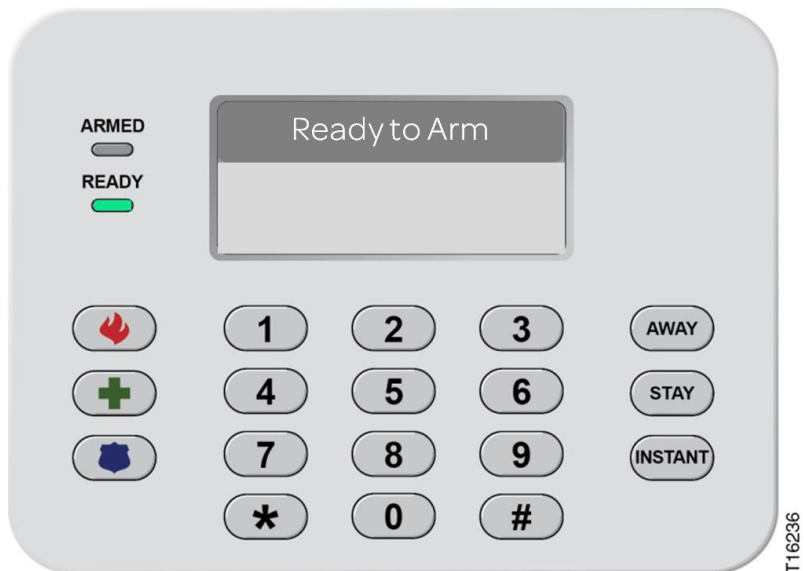 ARMED
READY
Ready to Arm
1 2 3 AWAY
4 5 6 STAY
7 8 9 INSTANT
* 0 #
T16236